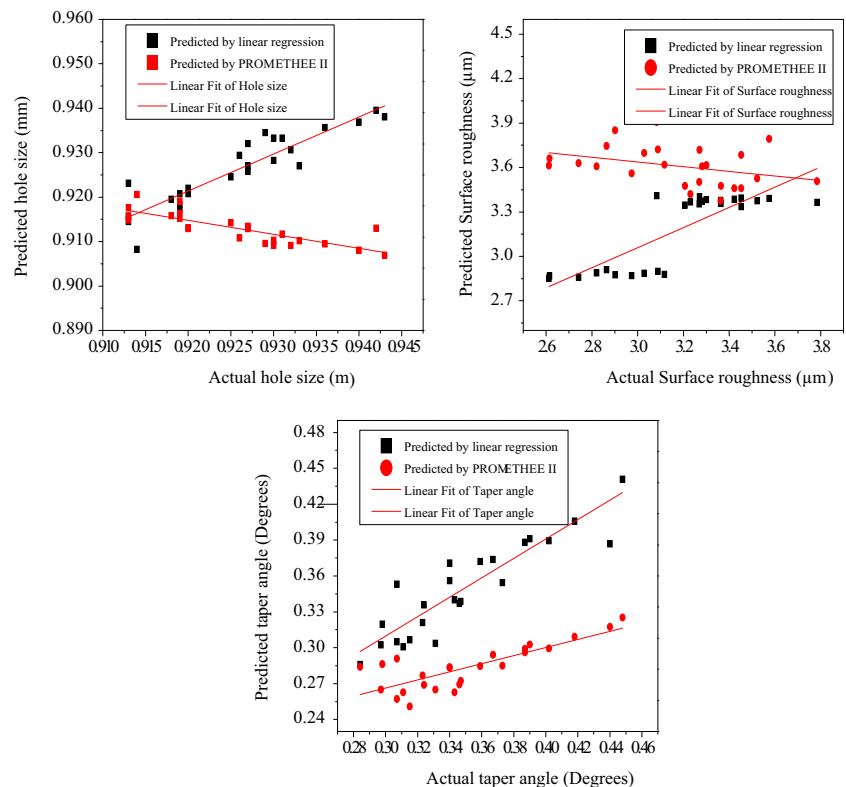 0.960
0.950
0.940
0.930
0.920
0.910
0.900
0.890
Predicted hole size (mm)
Predicted by linear regression
Predicted by PROMETHEE II
Linear Fit of Hole size
Linear Fit of Hole size
0.910 0.915 0.920 0.925 0.930 0.935 0.940 0.945
Actual hole size (m)
4.5
4.1
3.6
3.2
2.7
Predicted Surface roughness (µm)
Predicted by linear regression
Predicted by PROMETHEE II
Linear Fit of Surface roughness
Linear Fit of Surface roughness
2.6 2.8 3.0 3.2 3.4 3.6 3.8
Actual Surface roughness (µm)
0.48
0.44
0.42
0.39
0.36
0.33
0.30
0.27
0.24
Predicted taper angle (Degrees)
Predicted by linear regression
Predicted by PROMETHEE II
Linear Fit of Taper angle
Linear Fit of Taper angle
0.28 0.30 0.32 0.34 0.36 0.38 0.40 0.42 0.44 0.46
Actual taper angle (Degrees)